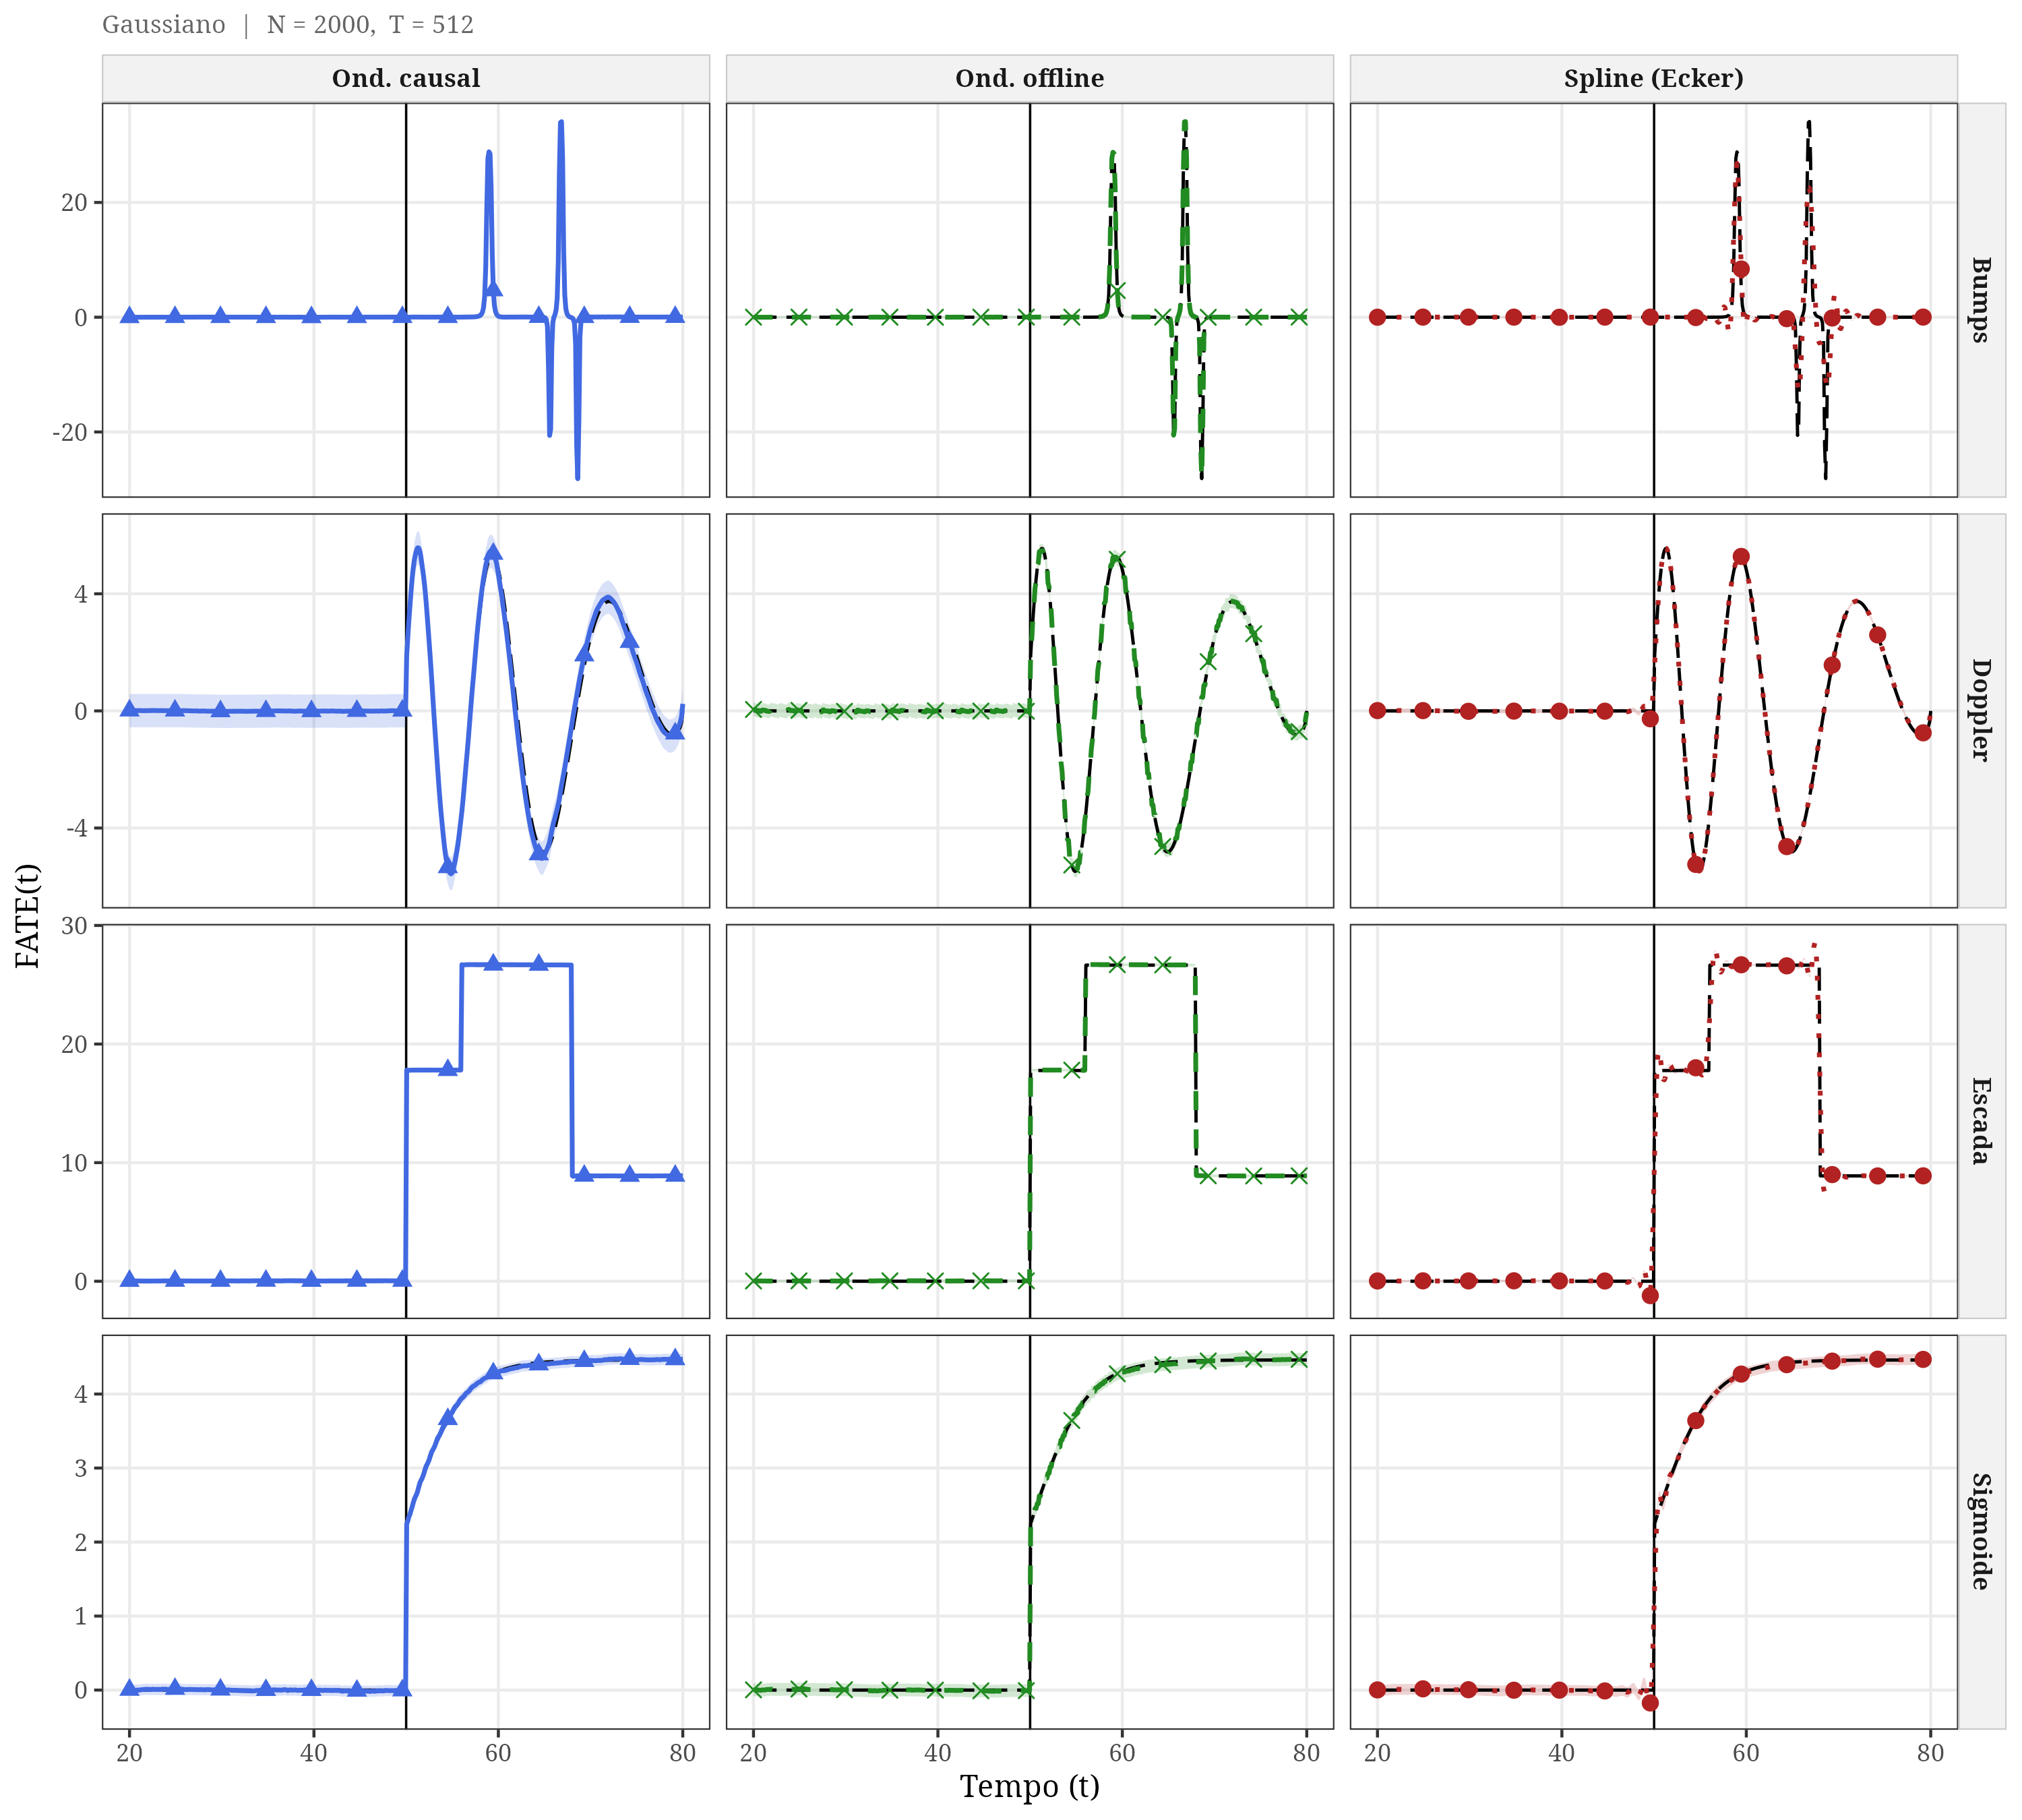 Gaussiano | N = 2000, T = 512
Ond. causal
Ond. offline
Spline (Ecker)
20
0
-20
Bumps
4
0
-4
Doppler
FATE(t)
30
20
10
0
Escada
4
3
2
1
0
Sigmoide
20 40 60 80
20 40 60 80
20 40 60 80
Tempo (t)